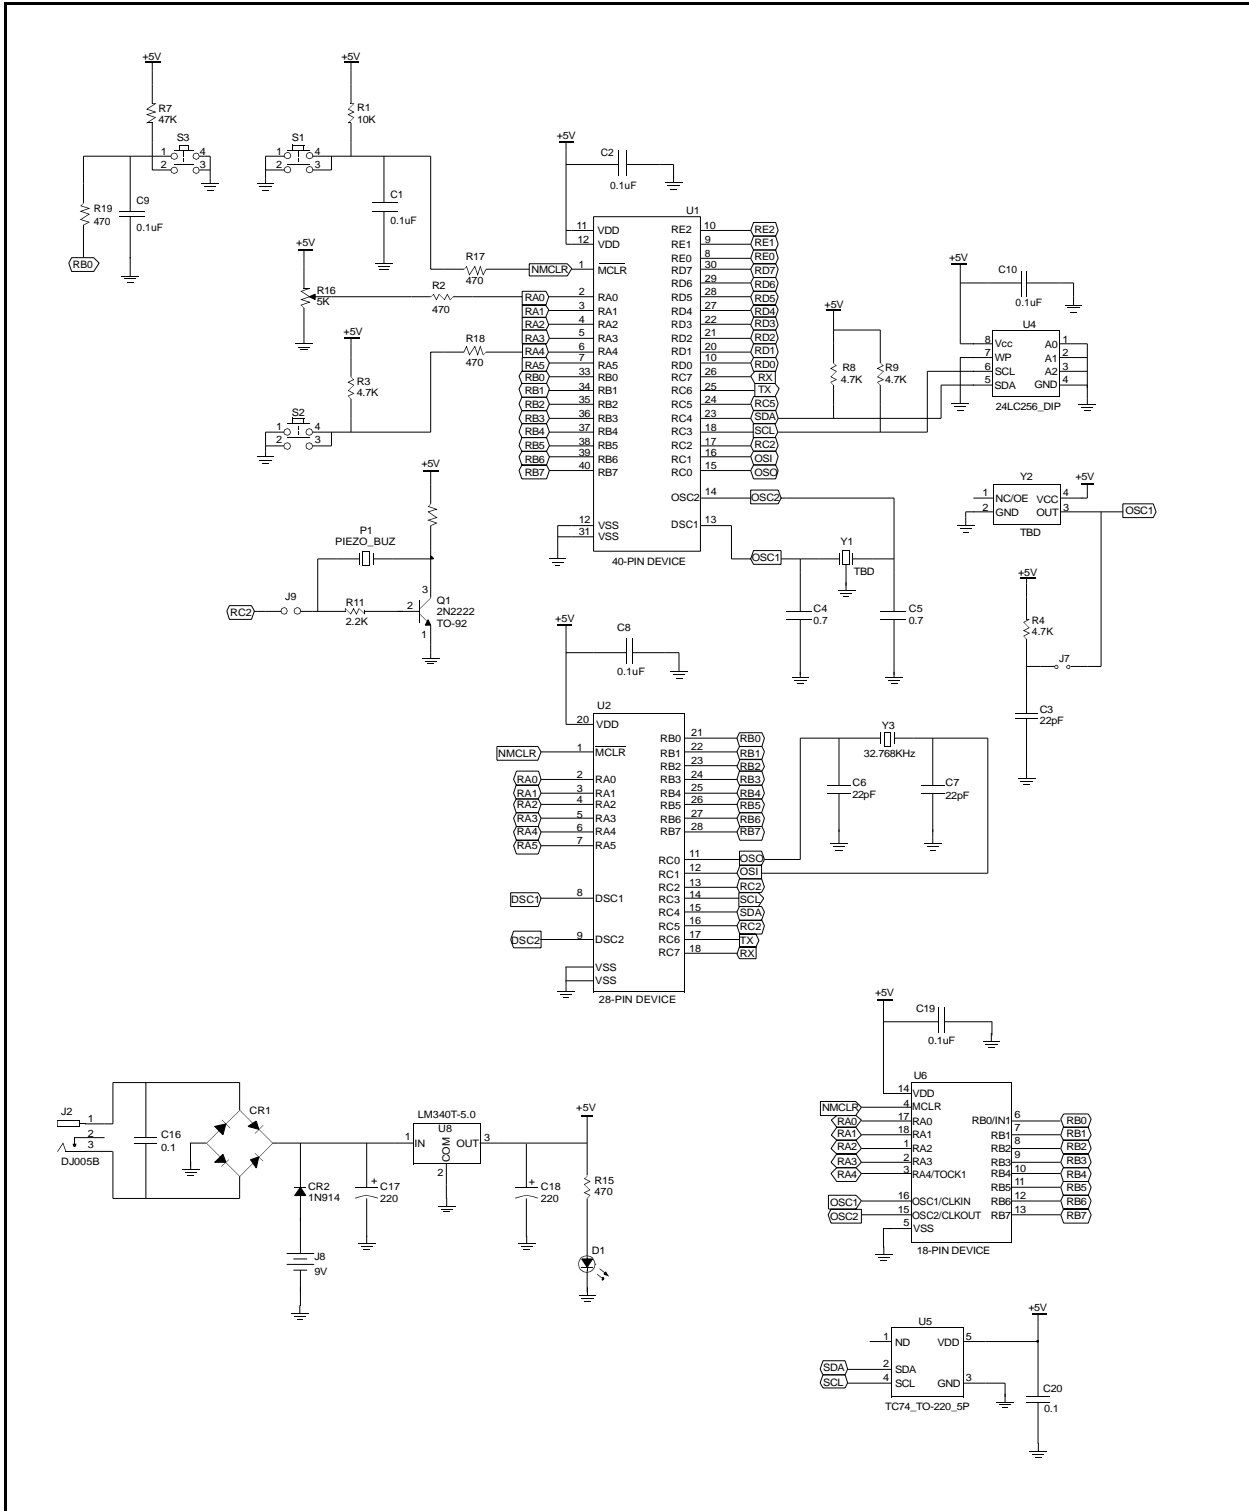 +5V
R7
47K
S3
1
4
2
3
R19
470
C9
0.1uF
RB0
+5V
R1
10K
S1
1
4
2
3
C1
0.1uF
+5V
R16
5K
R2
470
R17
470
R18
470
+5V
R3
4.7K
S2
1
4
2
3
+5V
C2
0.1uF
U1
11 VDD
12 VDD
NMCLR 1 MCLR
RA0 2 RA0
RA1 3 RA1
RA2 4 RA2
RA3 5 RA3
RA4 6 RA4
RA5 7 RA5
RB0 33 RB0
RB1 34 RB1
RB2 35 RB2
RB3 36 RB3
RB4 37 RB4
RB5 38 RB5
RB6 39 RB6
RB7 40 RB7
12 VSS
31 VSS
RE2 10 RE2
RE1 9 RE1
RE0 8 RE0
RD7 30 RD7
RD6 29 RD6
RD5 28 RD5
RD4 27 RD4
RD3 22 RD3
RD2 21 RD2
RD1 20 RD1
RD0 10 RD0
RC7 26 RX
RC6 25 TX
RC5 24 RC5
RC4 23 SDA
RC3 18 SCL
RC2 17 RC2
RC1 16 OSI
RC0 15 OSO
OSC2 14 OSC2
DSC1 13 OSC1
40-PIN DEVICE
+5V
R8
4.7K
R9
4.7K
+5V
C10
0.1uF
U4
8 Vcc A0 1
7 WP A1 2
6 SCL A2 3
5 SDA GND 4
24LC256_DIP
Y1
TBD
C4
0.7
C5
0.7
Y2
+5V
1 NC/OE VCC 4
2 GND OUT 3
OSC1
TBD
+5V
R4
4.7K
J7
C3
22pF
+5V
P1
PIEZO_BUZ
RC2
J9
R11
2.2K
3
2
1
Q1
2N2222
TO-92
+5V
C8
0.1uF
U2
20 VDD
NMCLR 1 MCLR
RA0 2 RA0
RA1 3 RA1
RA2 4 RA2
RA3 5 RA3
RA4 6 RA4
RA5 7 RA5
DSC1 8 DSC1
DSC2 9 DSC2
VSS
VSS
RB0 21 RB0
RB1 22 RB1
RB2 23 RB2
RB3 24 RB3
RB4 25 RB4
RB5 26 RB5
RB6 27 RB6
RB7 28 RB7
RC0 11 OSO
RC1 12 OSI
RC2 13 RC2
RC3 14 SCL
RC4 15 SDA
RC5 16 RC2
RC6 17 TX
RC7 18 RX
28-PIN DEVICE
Y3
32.768KHz
C6
22pF
C7
22pF
J2
1
2
3
DJ005B
C16
0.1
CR1
CR2
1N914
J8
9V
C17
+
220
LM340T-5.0
U8
1 IN OUT 3
COM
2
C18
+
220
+5V
R15
470
D1
+5V
C19
0.1uF
U6
14 VDD
NMCLR 4 MCLR
RA0 17 RA0
RA1 18 RA1
RA2 1 RA2
RA3 2 RA3
RA4 3 RA4/TOCK1
OSC1 16 OSC1/CLKIN
OSC2 15 OSC2/CLKOUT
5 VSS
RB0/IN1 6 RB0
RB1 7 RB1
RB2 8 RB2
RB3 9 RB3
RB4 10 RB4
RB5 11 RB5
RB6 12 RB6
RB7 13 RB7
18-PIN DEVICE
+5V
U5
1 ND VDD 5
SDA 2 SDA
SCL 4 SCL GND 3
TC74_TO-220_5P
C20
0.1